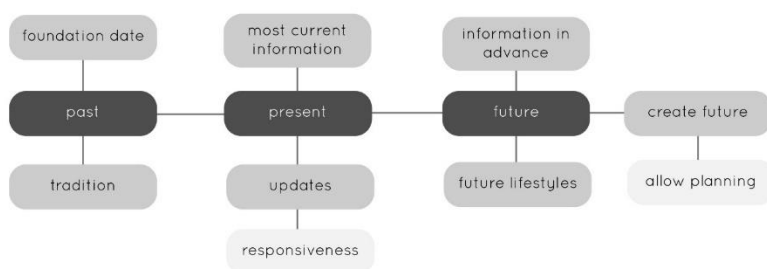 foundation date
most current
information
information in
advance
past
present
future
create future
tradition
updates
future lifestyles
allow planning
responsiveness